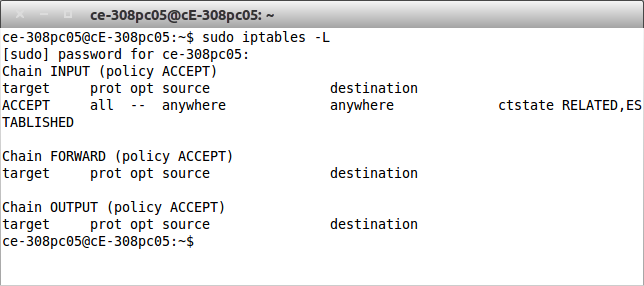 ce-308pc05@cE-308pc05: ~
ce-308pc05@cE-308pc05:~$ sudo iptables -L
[sudo] password for ce-308pc05:
Chain INPUT (policy ACCEPT)
target     prot opt source               destination
ACCEPT     all  --  anywhere             anywhere             ctstate RELATED,ES
TABLISHED
Chain FORWARD (policy ACCEPT)
target     prot opt source               destination
Chain OUTPUT (policy ACCEPT)
target     prot opt source               destination
ce-308pc05@cE-308pc05:~$